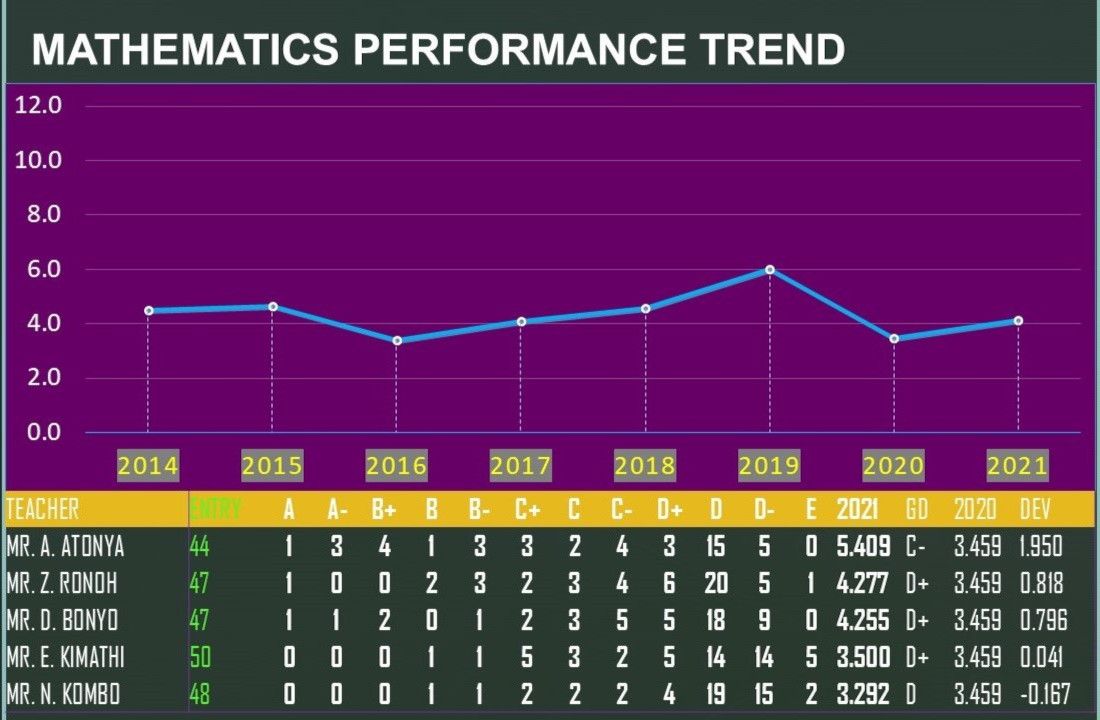 MATHEMATICS PERFORMANCE TREND
12.0
10.0
8.0
6.0
4.0
2.0
0.0
2014 2015 2016 2017 2018 2019 2020 2021
TEACHER ENTRY A A- B+ B B- C+ C C- D+ D D- E 2021 GD 2020 DEV
MR. A. ATONYA 44 1 3 4 1 3 3 2 4 3 15 5 0 5.409 C- 3.459 1.950
MR. Z. RONOH 47 1 0 0 2 3 2 3 4 6 20 5 1 4.277 D+ 3.459 0.818
MR. D. BONYO 47 1 1 2 0 1 2 3 5 5 18 9 0 4.255 D+ 3.459 0.796
MR. E. KIMATHI 50 0 0 0 1 1 5 3 2 5 14 14 5 3.500 D+ 3.459 0.041
MR. N. KOMBO 48 0 0 0 1 1 2 2 2 4 19 15 2 3.292 D 3.459 -0.167